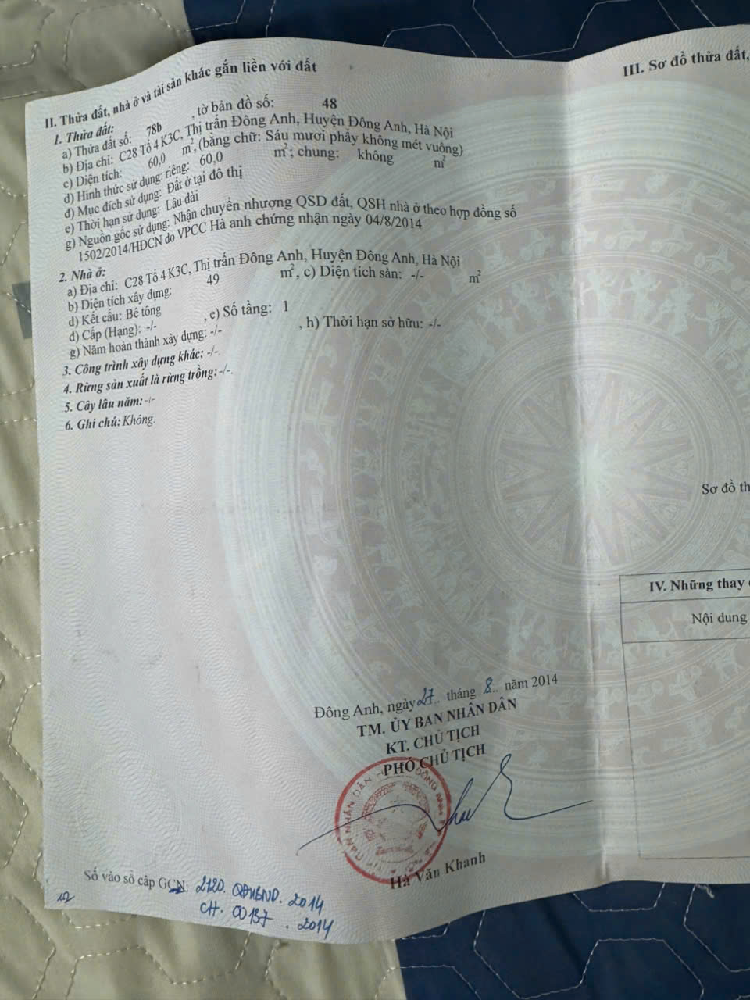 II. Thửa đất, nhà ở và tài sản khác gắn liền với đất
1. Thửa đất:
a) Thửa đất số: 78b , tờ bản đồ số: 48
b) Địa chỉ: C28 Tổ 4 K3C, Thị trấn Đông Anh, Huyện Đông Anh, Hà Nội
c) Diện tích: 60,0 m², (bằng chữ: Sáu mươi phẩy không mét vuông)
d) Hình thức sử dụng: riêng: 60,0 m²; chung: không m²
đ) Mục đích sử dụng: Đất ở tại đô thị
e) Thời hạn sử dụng: Lâu dài
g) Nguồn gốc sử dụng: Nhận chuyển nhượng QSD đất, QSH nhà ở theo hợp đồng số
1502/2014/HĐCN do VPCC Hà anh chứng nhận ngày 04/8/2014
2. Nhà ở:
a) Địa chỉ: C28 Tổ 4 K3C, Thị trấn Đông Anh, Huyện Đông Anh, Hà Nội
b) Diện tích xây dựng: 49 m², c) Diện tích sàn: -/- m²
d) Kết cấu: Bê tông , e) Số tầng: 1
đ) Cấp (Hạng): -/-
g) Năm hoàn thành xây dựng: -/- , h) Thời hạn sở hữu: -/-
3. Công trình xây dựng khác: -/-.
4. Rừng sản xuất là rừng trồng: -/-.
5. Cây lâu năm: -/-
6. Ghi chú: Không.
III. Sơ đồ thửa đất,
Sơ đồ th
IV. Những thay
Nội dung
Đông Anh, ngày 27.. tháng 8.. năm 2014
TM. ỦY BAN NHÂN DÂN
KT. CHỦ TỊCH
PHÓ CHỦ TỊCH
Hà Văn Khanh
Số vào sổ cấp GCN: 2120. QĐUBND. 2014
CH. 00137 . 2014